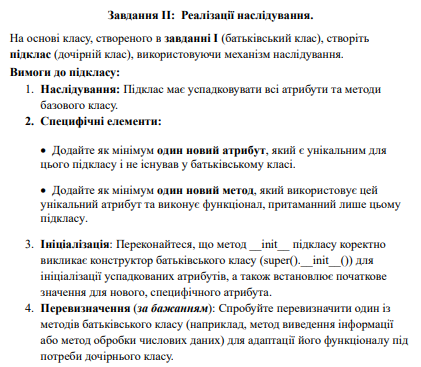 Завдання II: Реалізації наслідування.
На основі класу, створеного в завданні I (батьківський клас), створіть
підклас (дочірній клас), використовуючи механізм наслідування.
Вимоги до підкласу:
1. Наслідування: Підклас має успадковувати всі атрибути та методи
базового класу.
2. Специфічні елементи:
• Додайте як мінімум один новий атрибут, який є унікальним для
цього підкласу і не існував у батьківському класі.
• Додайте як мінімум один новий метод, який використовує цей
унікальний атрибут та виконує функціонал, притаманний лише цьому
підкласу.
3. Ініціалізація: Переконайтеся, що метод __init__ підкласу коректно
викликає конструктор батьківського класу (super().__init__()) для
ініціалізації успадкованих атрибутів, а також встановлює початкове
значення для нового, специфічного атрибута.
4. Перевизначення (за бажанням): Спробуйте перевизначити один із
методів батьківського класу (наприклад, метод виведення інформації
або метод обробки числових даних) для адаптації його функціоналу під
потреби дочірнього класу.